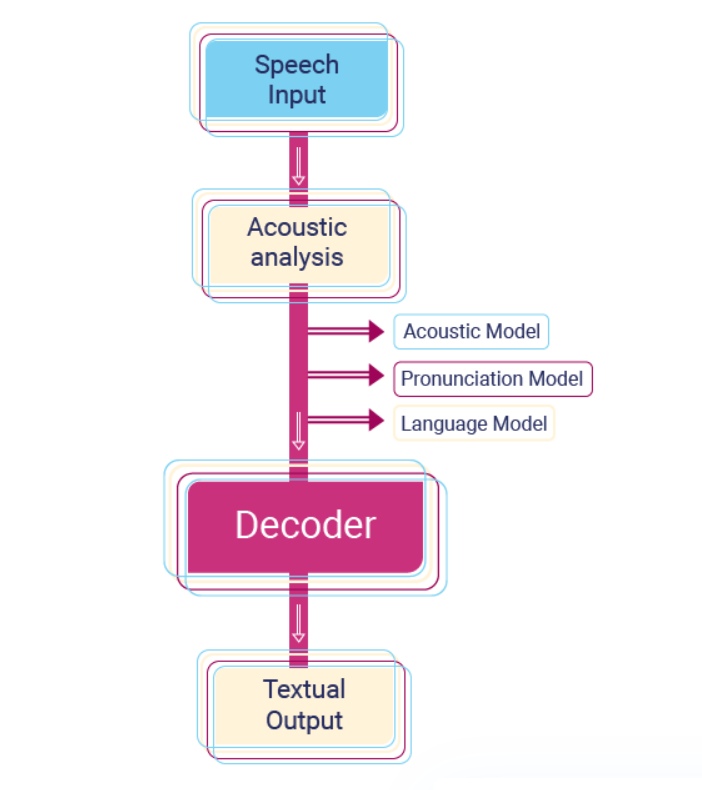 Speech
Input
Acoustic
analysis
Acoustic Model
Pronunciation Model
Language Model
Decoder
Textual
Output